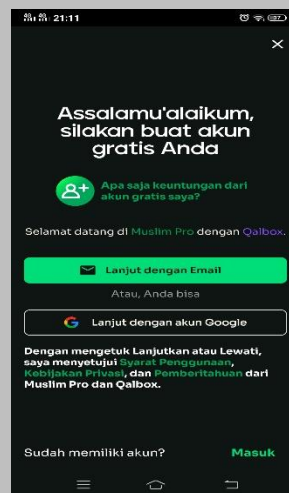 21:11
Assalamu'alaikum,
silakan buat akun
gratis Anda
Apa saja keuntungan dari
akun gratis saya?
Selamat datang di Muslim Pro dengan Qalbox.
Lanjut dengan Email
Atau, Anda bisa
Lanjut dengan akun Google
Dengan mengetuk Lanjutkan atau Lewati,
saya menyetujui Syarat Penggunaan,
Kebijakan Privasi, dan Pemberitahuan dari
Muslim Pro dan Qalbox.
Sudah memiliki akun? Masuk